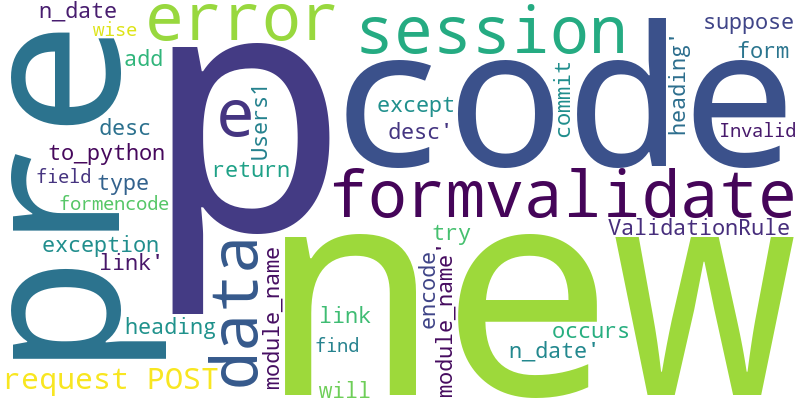 n_date
wise
error
session
suppose
add
form
pre
p
e
Users1
code
except
commit
heading'
desc
desc'
Invalid
to_python
return
field
type
formvalidate
formencode
ValidationRule
exception
link'
data
module_name
new
try
encode
module_name'
link
occurs
heading
find
n_date'
request POST
will